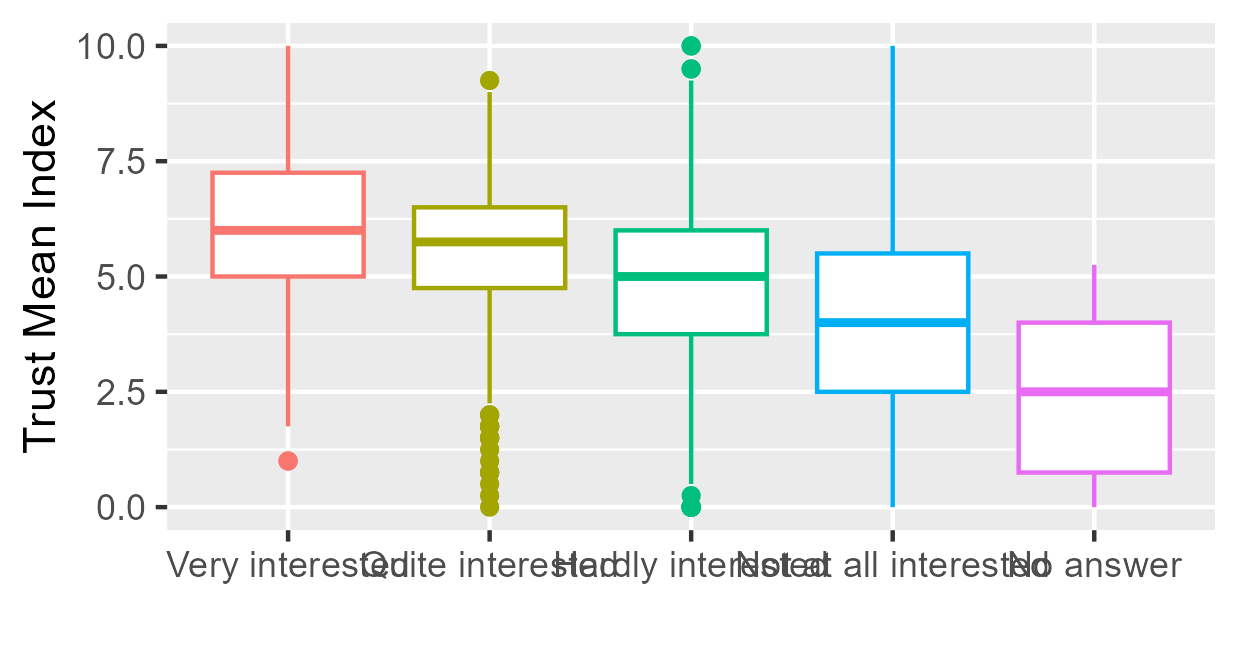 Trust Mean Index
10.0
7.5
5.0
2.5
0.0
Very interested
Quite interested
Hardly interested
Not at all interested
No answer